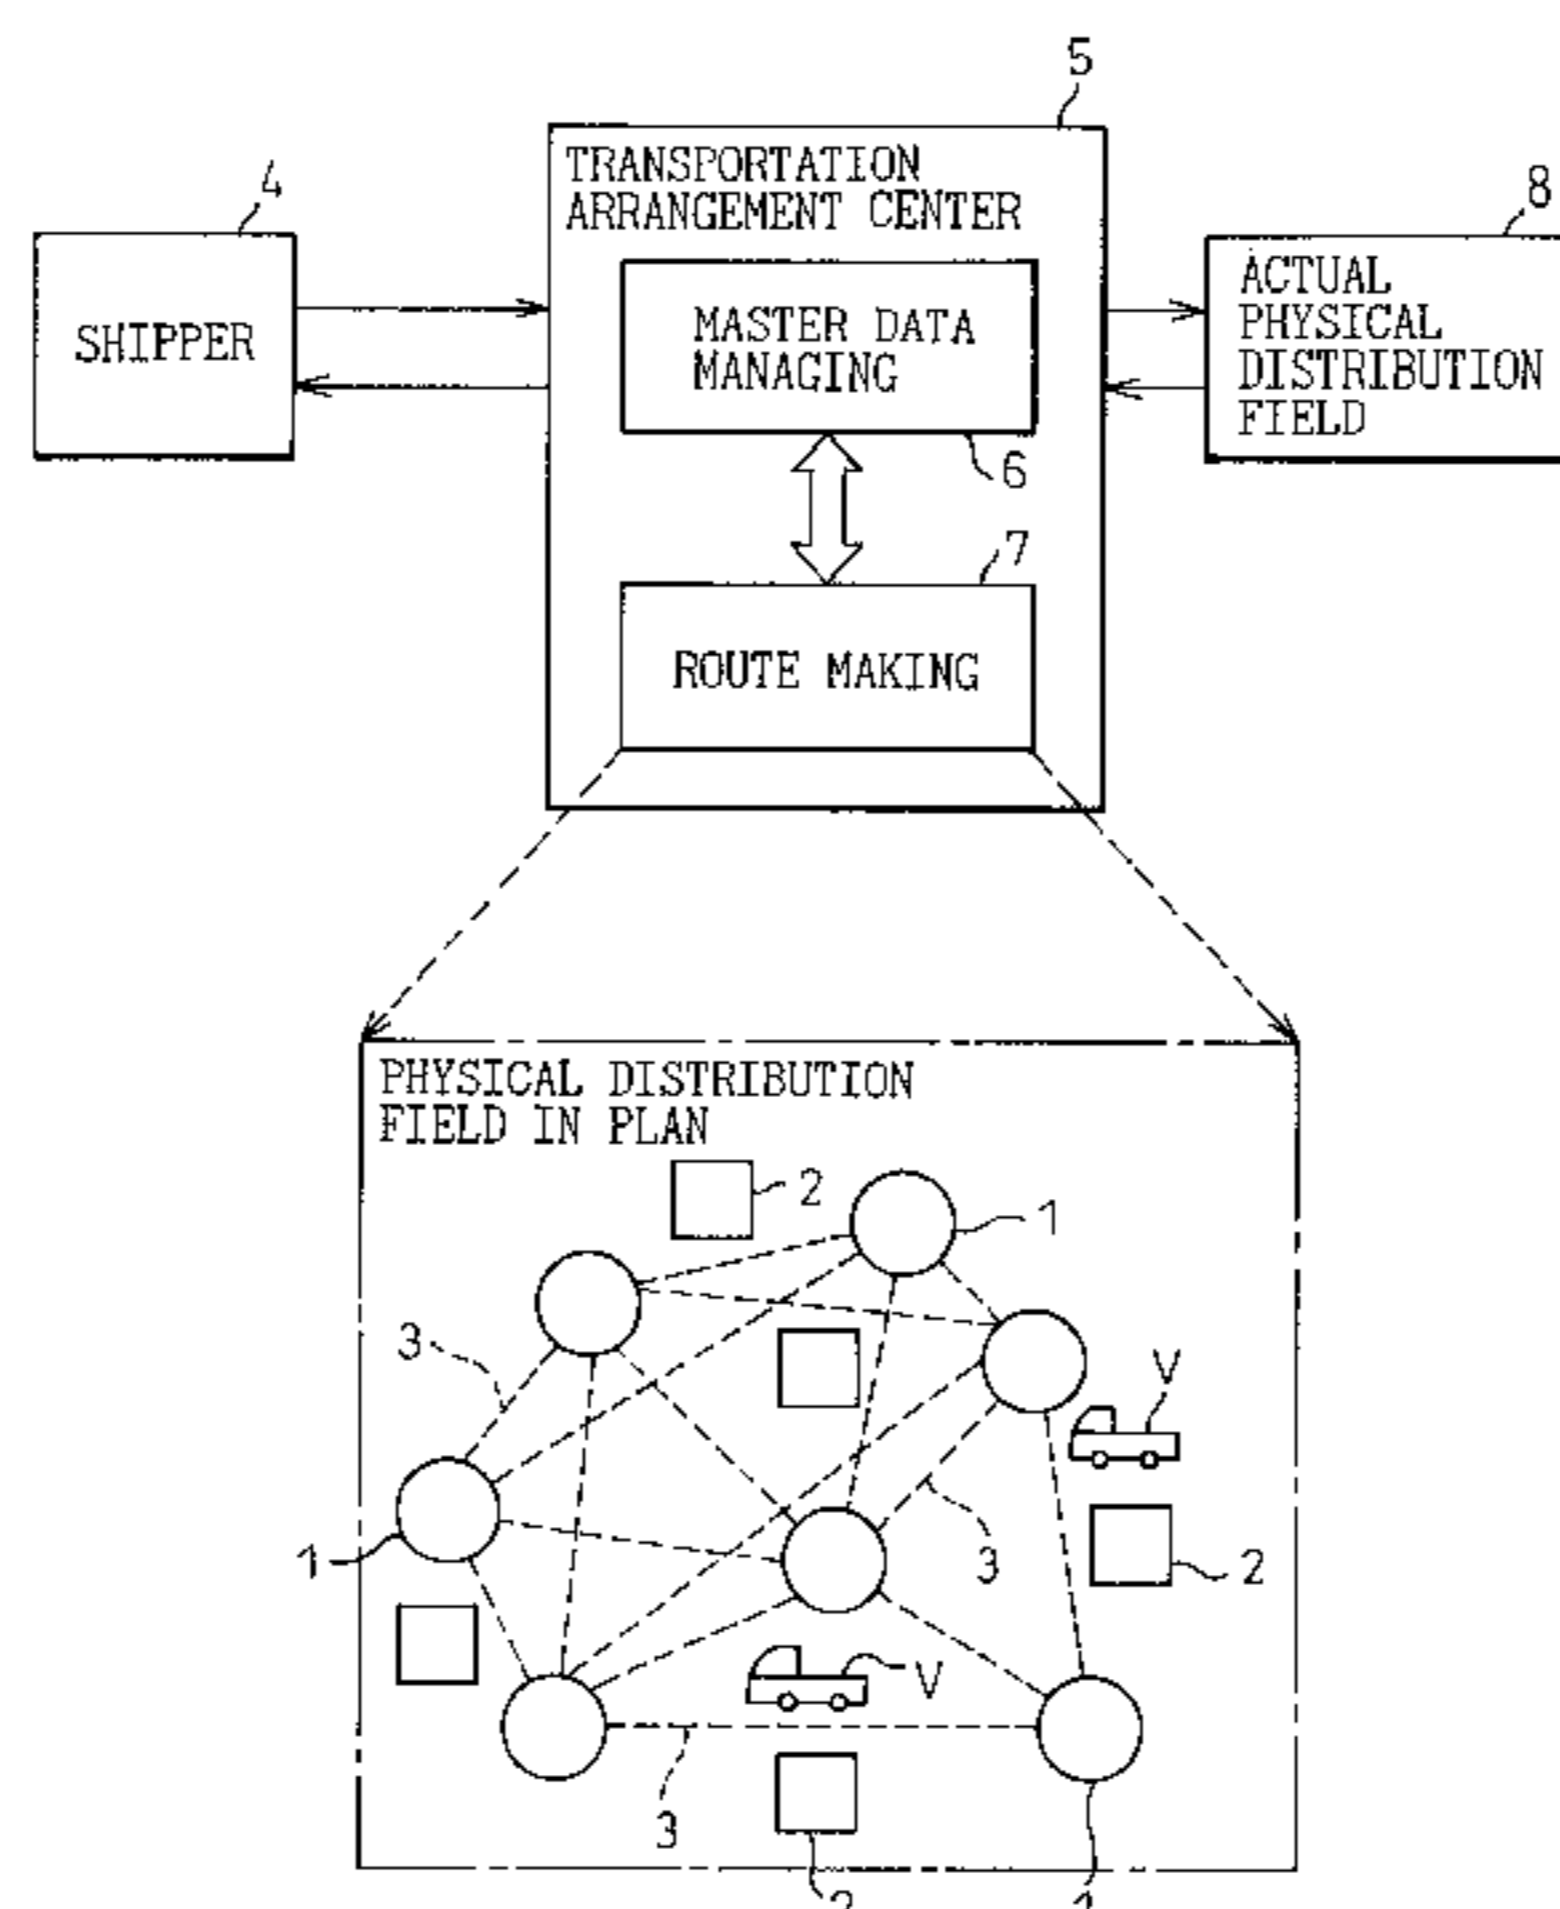 5
TRANSPORTATION
ARRANGEMENT CENTER
4
8
SHIPPER
MASTER DATA
MANAGING
ACTUAL
PHYSICAL
DISTRIBUTION
FIELD
6
7
ROUTE MAKING
PHYSICAL DISTRIBUTION
FIELD IN PLAN
2
1
3
V
1
3
2
V
3